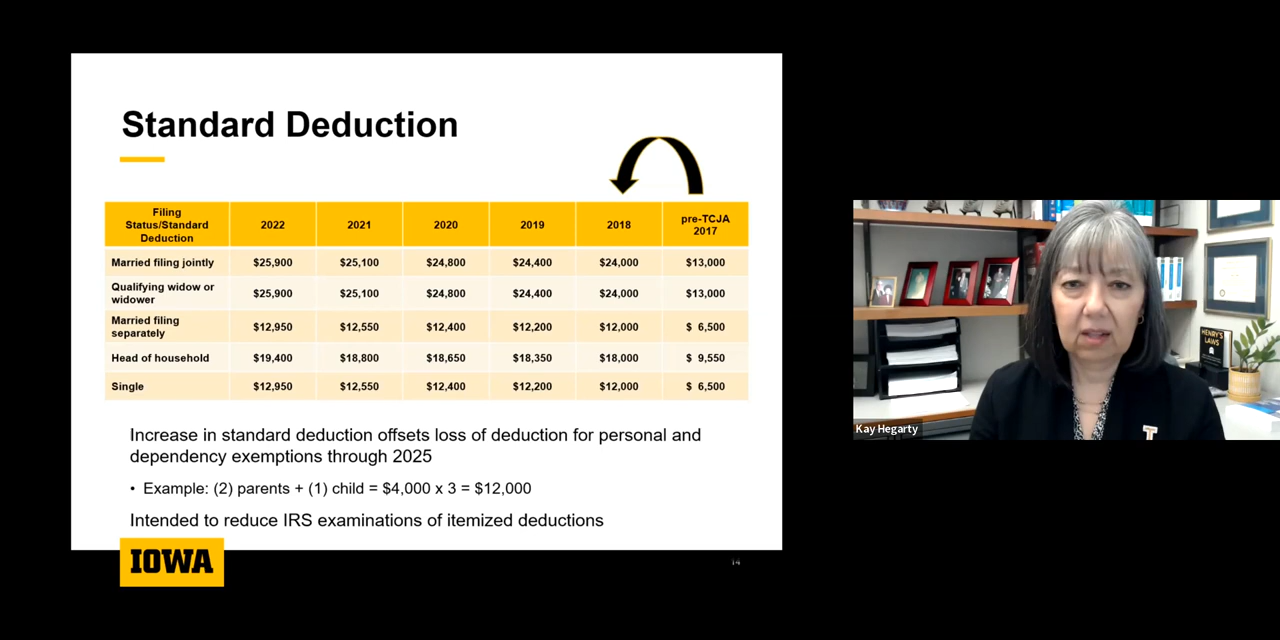 Standard Deduction
Filing
Status/Standard
Deduction
2022
2021
2020
2019
2018
pre-TCJA
2017
Married filing jointly
$25,900
$25,100
$24,800
$24,400
$24,000
$13,000
Qualifying widow or
widower
$25,900
$25,100
$24,800
$24,400
$24,000
$13,000
Married filing
separately
$12,950
$12,550
$12,400
$12,200
$12,000
$ 6,500
Head of household
$19,400
$18,800
$18,650
$18,350
$18,000
$ 9,550
Single
$12,950
$12,550
$12,400
$12,200
$12,000
$ 6,500
Increase in standard deduction offsets loss of deduction for personal and
dependency exemptions through 2025
• Example: (2) parents + (1) child = $4,000 x 3 = $12,000
Intended to reduce IRS examinations of itemized deductions
IOWA
14
HENRY'S
LAWS
Kay Hegarty